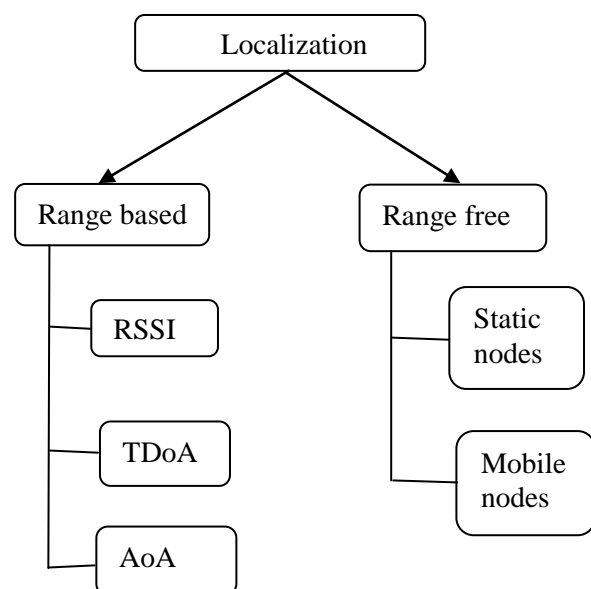 Localization
Range based
Range free
RSSI
Static
nodes
TDoA
Mobile
nodes
AoA